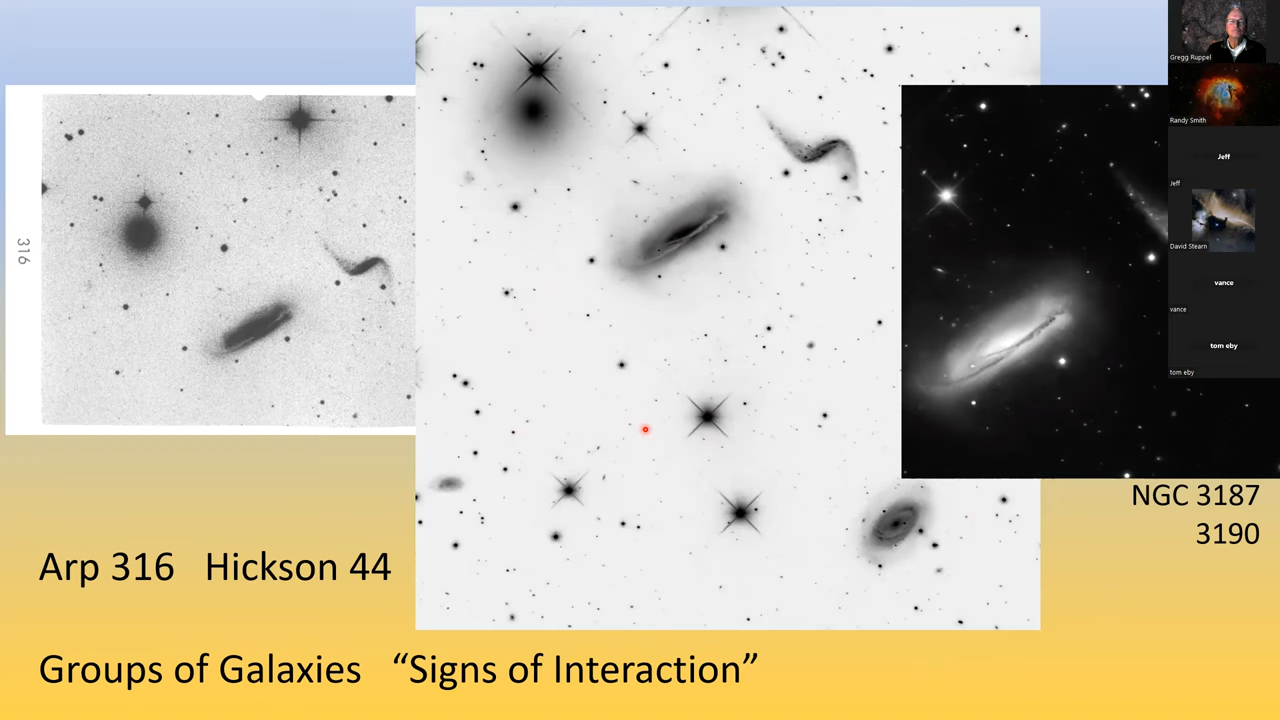 316
Arp 316 Hickson 44
Groups of Galaxies “Signs of Interaction”
NGC 3187
3190
Gregg Ruppel
Randy Smith
Jeff
Jeff
David Stearn
vance
vance
tom eby
tom eby